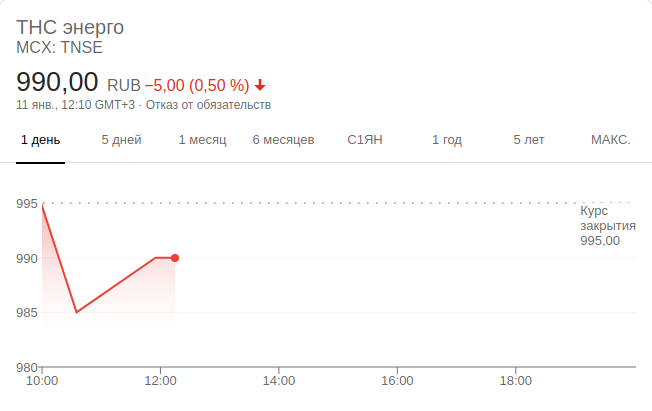 ТНС энерго
MCX: TNSE
990,00 RUB −5,00 (0,50 %)
11 янв., 12:10 GMT+3 · Отказ от обязательств
1 день 5 дней 1 месяц 6 месяцев С1ЯН 1 год 5 лет МАКС.
995
Курс
закрытия
995,00
990
985
980
10:00 12:00 14:00 16:00 18:00